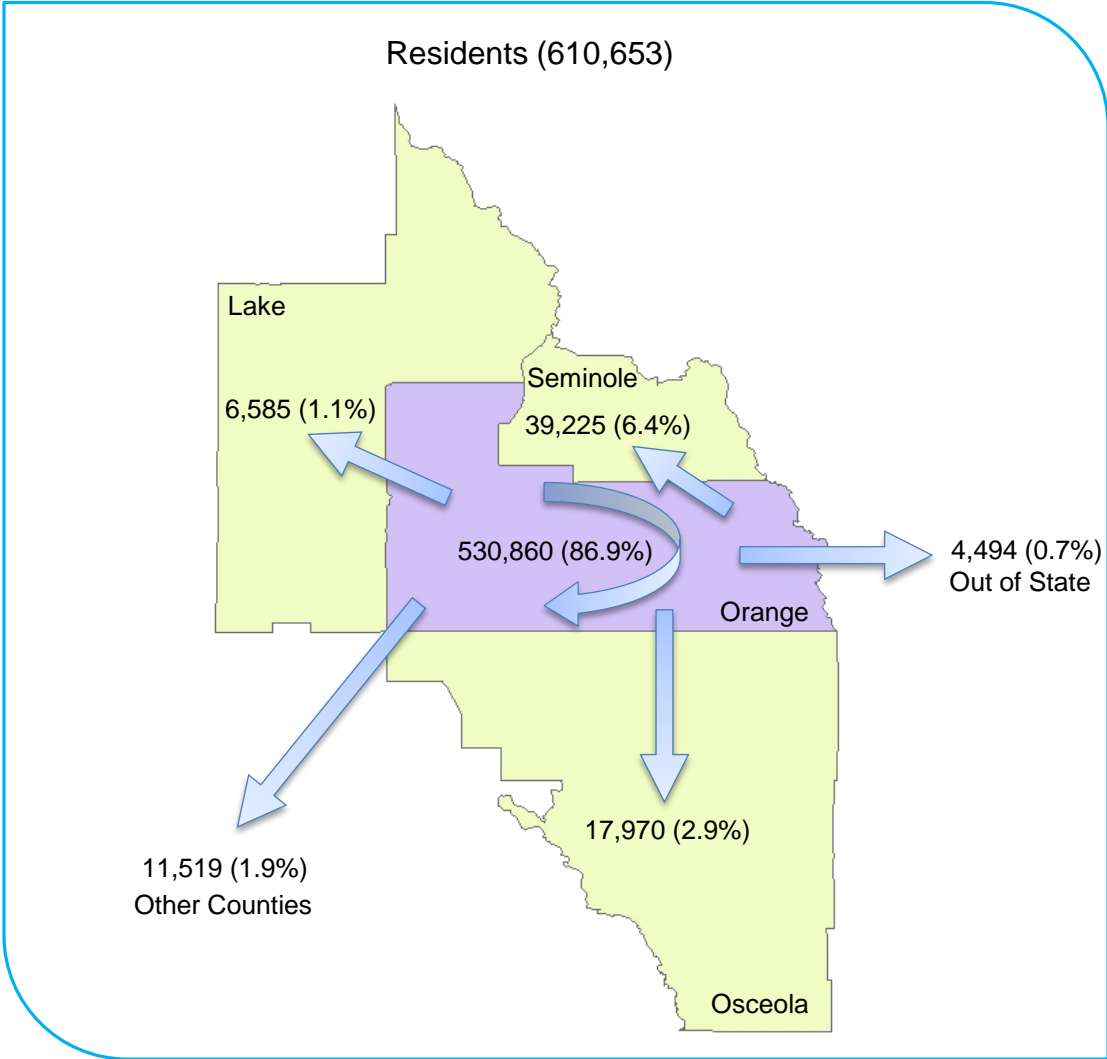 Residents (610,653)
Lake
Seminole
6,585 (1.1%)
39,225 (6.4%)
530,860 (86.9%)
4,494 (0.7%)
Out of State
Orange
17,970 (2.9%)
11,519 (1.9%)
Other Counties
Osceola